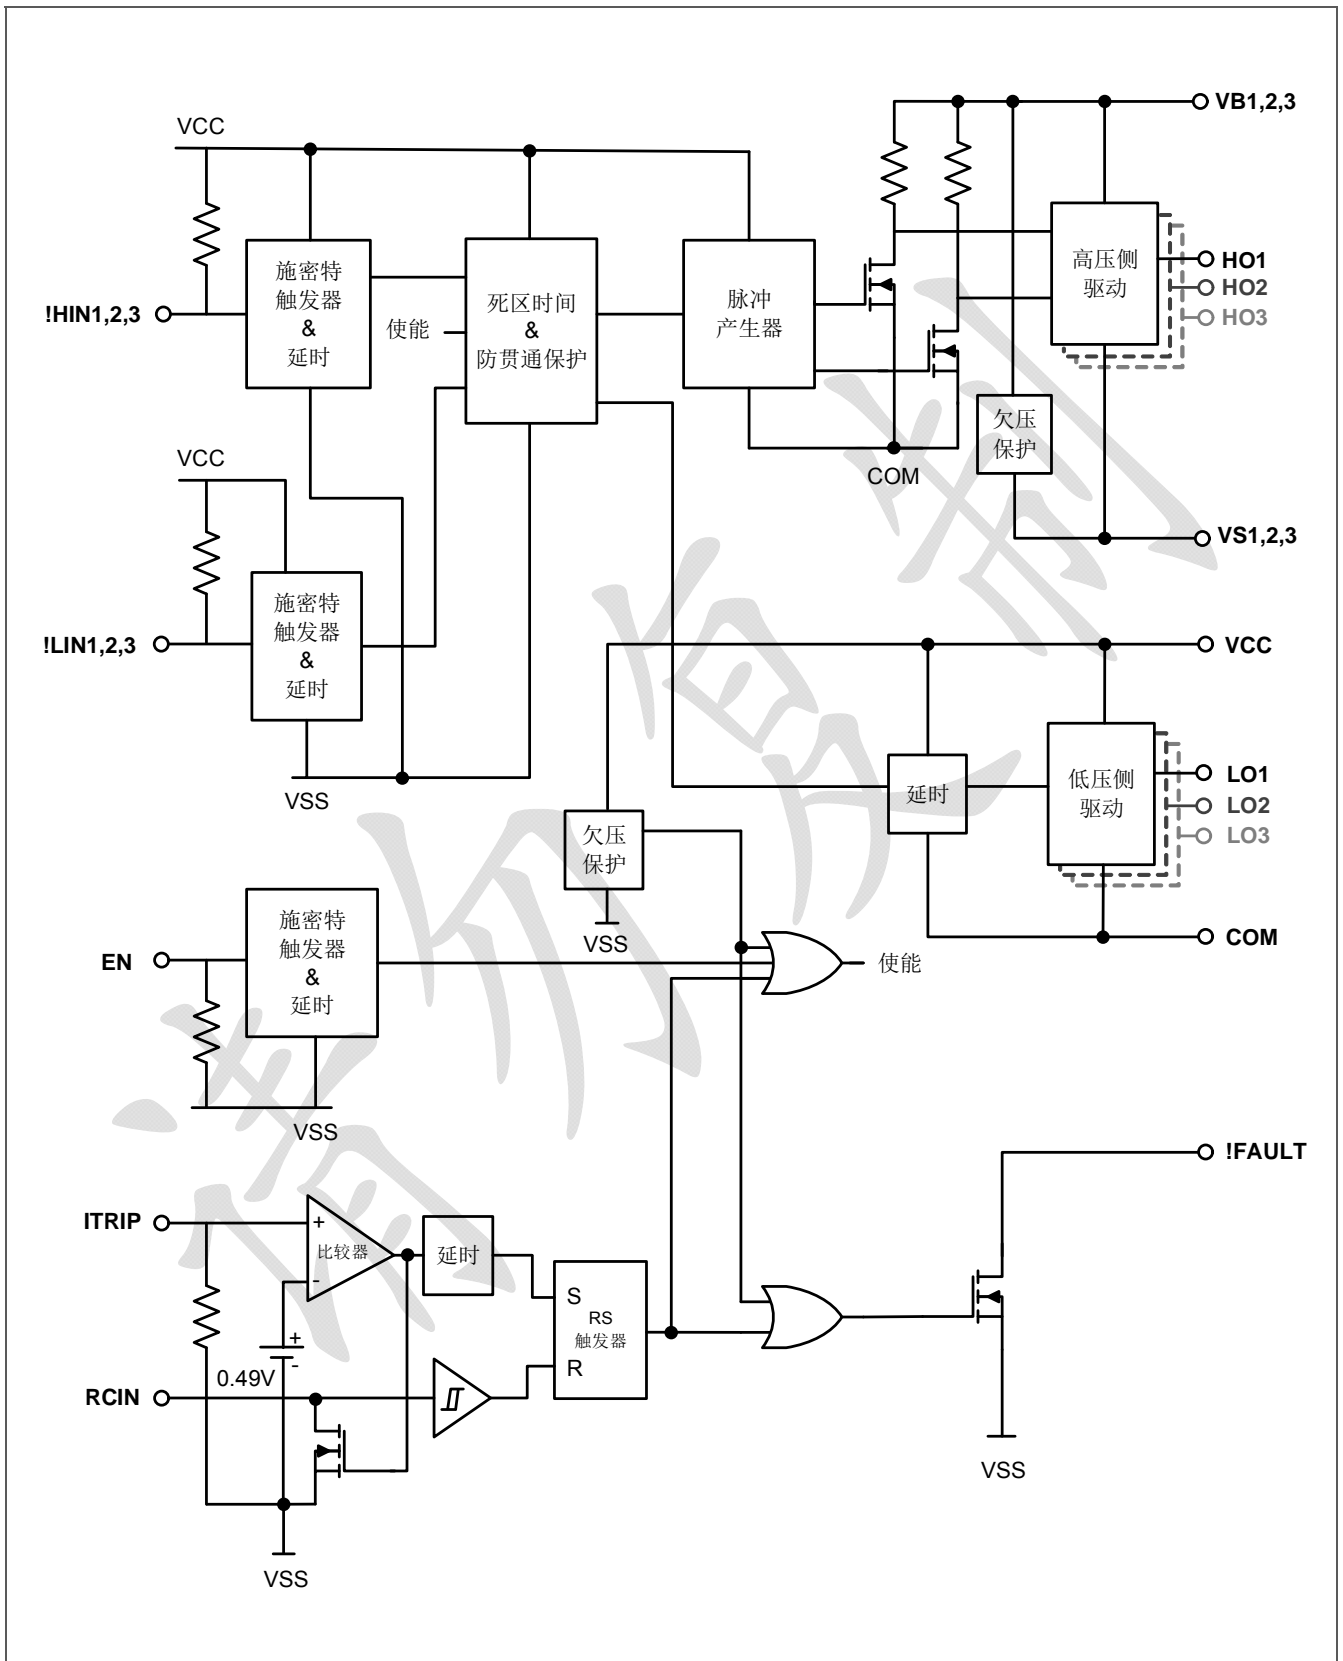 VB1,2,3
VCC
!HIN1,2,3
施密特
触发器
&
延时
使能
死区时间
&
防贯通保护
脉冲
产生器
高压侧
驱动
HO1
HO2
HO3
欠压
保护
COM
VS1,2,3
VCC
!LIN1,2,3
施密特
触发器
&
延时
VSS
VCC
延时
低压侧
驱动
LO1
LO2
LO3
欠压
保护
VSS
COM
EN
施密特
触发器
&
延时
使能
VSS
!FAULT
ITRIP
+
比较器
-
延时
S
RS
触发器
R
+
0.49V
-
RCIN
VSS
VSS
请勿复制